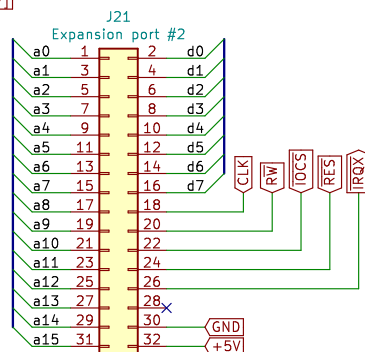 J21
Expansion port #2
a0 1 2 d0
a1 3 4 d1
a2 5 6 d2
a3 7 8 d3
a4 9 10 d4
a5 11 12 d5
a6 13 14 d6
a7 15 16 d7
a8 17 18 CLK
a9 19 20 RW
a10 21 22 IOCS
a11 23 24 RES
a12 25 26 IRQX
a13 27 28
a14 29 30 GND
a15 31 32 +5V